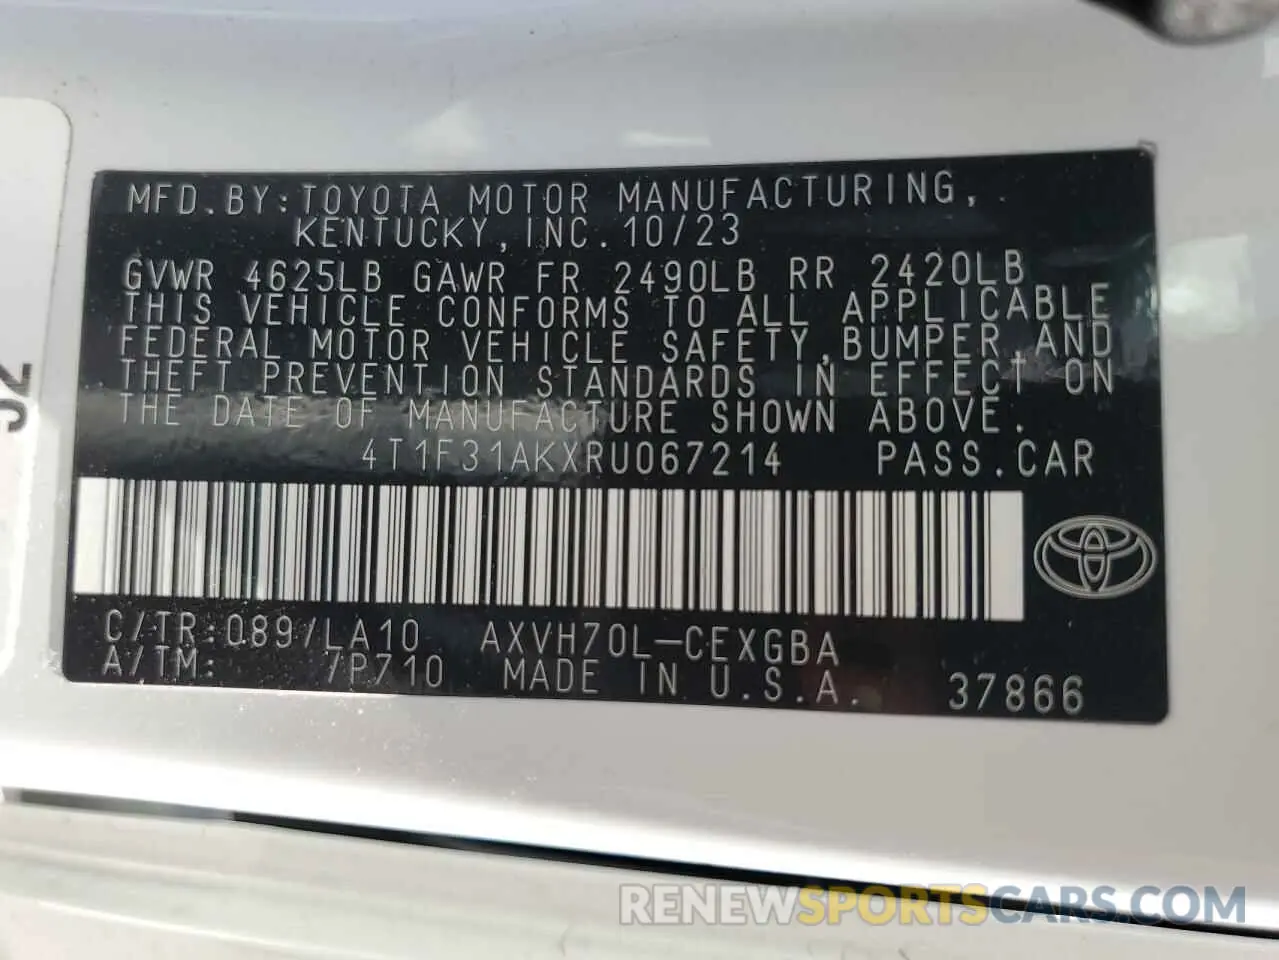 MFD.BY:TOYOTA MOTOR MANUFACTURING,
KENTUCKY,INC.10/23
GVWR 4625LB GAWR FR 2490LB RR 2420LB
THIS VEHICLE CONFORMS TO ALL APPLICABLE
FEDERAL MOTOR VEHICLE SAFETY,BUMPER,AND
THEFT PREVENTION STANDARDS IN EFFECT ON
THE DATE OF MANUFACTURE SHOWN ABOVE.
4T1F31AKXRU067214 PASS.CAR
C/TR:089/LA10 AXVH70L-CEXGBA
A/TM: /P710 MADE IN U.S.A. 37866
RENEWSPORTSCARS.COM